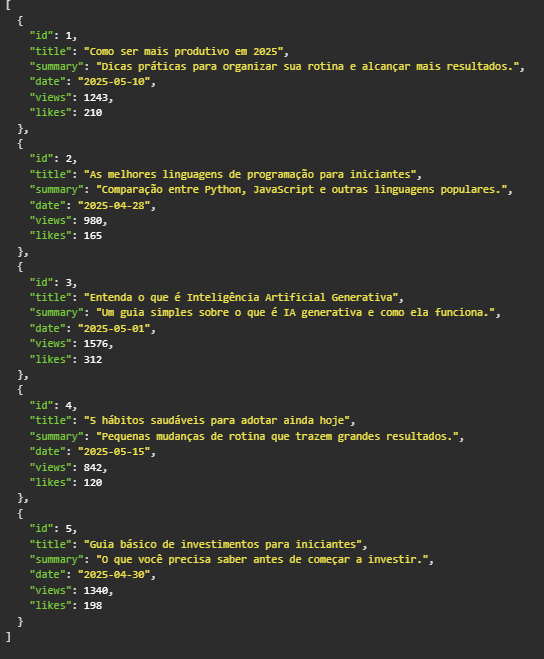 [
  {
    "id": 1,
    "title": "Como ser mais produtivo em 2025",
    "summary": "Dicas práticas para organizar sua rotina e alcançar mais resultados.",
    "date": "2025-05-10",
    "views": 1243,
    "likes": 210
  },
  {
    "id": 2,
    "title": "As melhores linguagens de programação para iniciantes",
    "summary": "Comparação entre Python, JavaScript e outras linguagens populares.",
    "date": "2025-04-28",
    "views": 980,
    "likes": 165
  },
  {
    "id": 3,
    "title": "Entenda o que é Inteligência Artificial Generativa",
    "summary": "Um guia simples sobre o que é IA generativa e como ela funciona.",
    "date": "2025-05-01",
    "views": 1576,
    "likes": 312
  },
  {
    "id": 4,
    "title": "5 hábitos saudáveis para adotar ainda hoje",
    "summary": "Pequenas mudanças de rotina que trazem grandes resultados.",
    "date": "2025-05-15",
    "views": 842,
    "likes": 120
  },
  {
    "id": 5,
    "title": "Guia básico de investimentos para iniciantes",
    "summary": "O que você precisa saber antes de começar a investir.",
    "date": "2025-04-30",
    "views": 1340,
    "likes": 198
  }
]